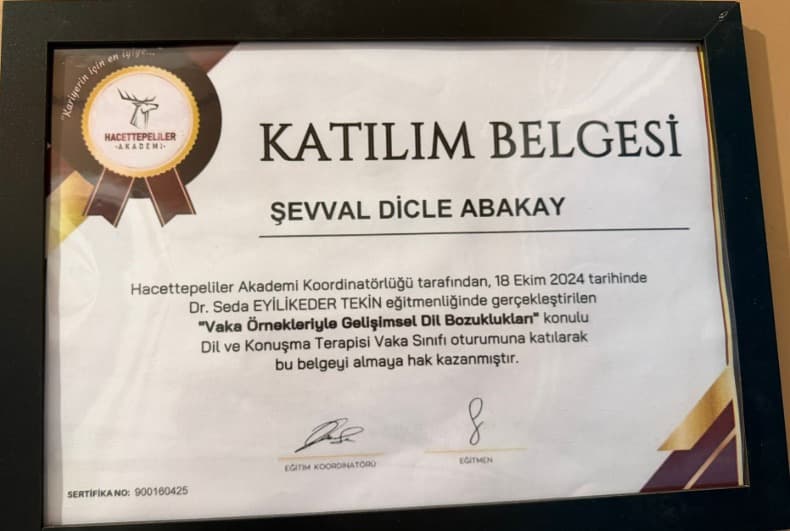 "Kariyerin için en iyiye..."
HACETTEPELİLER
·AKADEMİ·
KATILIM BELGESİ
ŞEVVAL DİCLE ABAKAY
Hacettepeliler Akademi Koordinatörlüğü tarafından, 18 Ekim 2024 tarihinde
Dr. Seda EYİLİKEDER TEKİN eğitmenliğinde gerçekleştirilen
"Vaka Örnekleriyle Gelişimsel Dil Bozuklukları" konulu
Dil ve Konuşma Terapisi Vaka Sınıfı oturumuna katılarak
bu belgeyi almaya hak kazanmıştır.
EĞİTİM KOORDİNATÖRÜ
EĞİTMEN
SERTİFİKA NO: 900160425